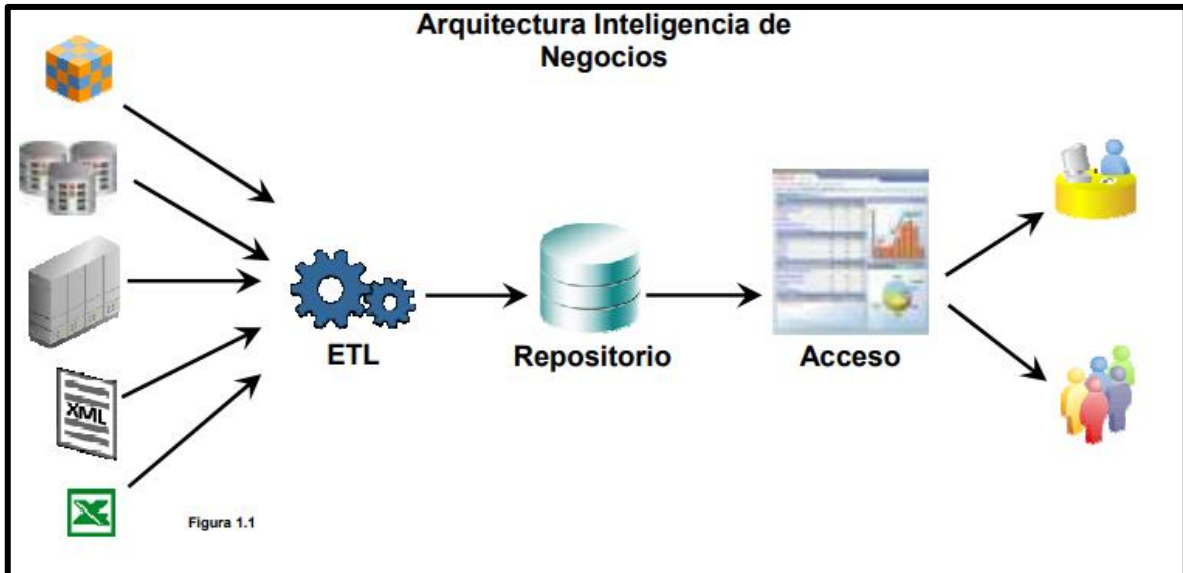 Arquitectura Inteligencia de
Negocios
ETL
Repositorio
Acceso
XML
Figura 1.1